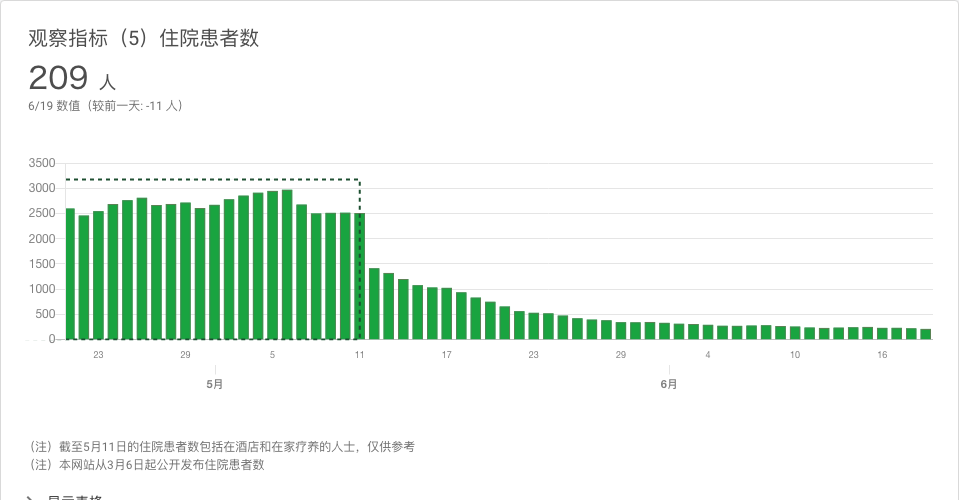 观察指标（5）住院患者数
209 人
6/19 数值（较前一天: -11 人）
3500
3000
2500
2000
1500
1000
500
0
23 29 5 11 17 23 29 4 10 16
5月 6月
（注）截至5月11日的住院患者数包括在酒店和在家疗养的人士，仅供参考
（注）本网站从3月6日起公开发布住院患者数